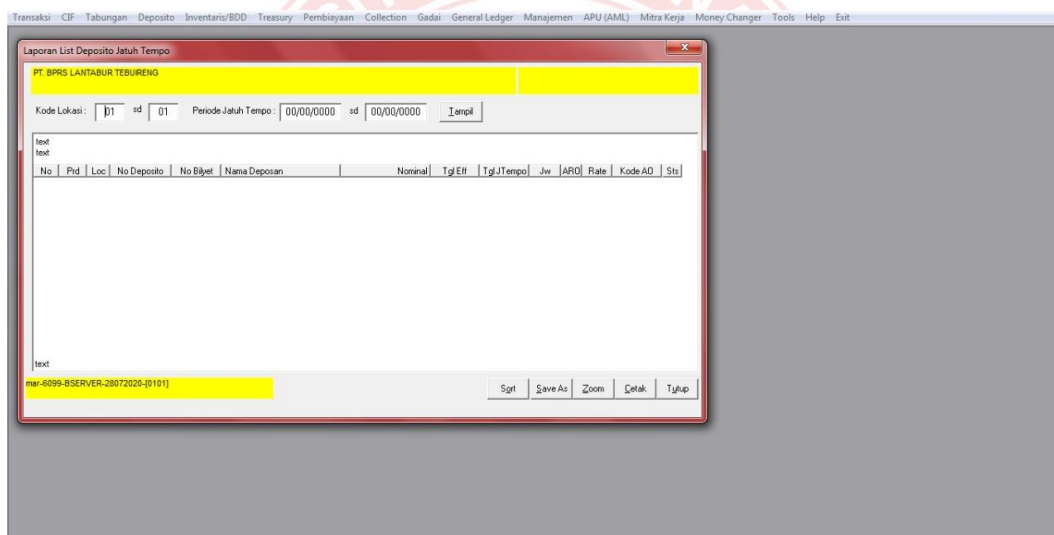 Transaksi CIF Tabungan Deposito Inventaris/BDD Treasury Pembiayaan Collection Gadai General Ledger Manajemen APU (AML) Mitra Kerja Money Changer Tools Help Exit
Laporan List Deposito Jatuh Tempo
PT. BPRS LANTABUR TEBUIRENG
Kode Lokasi : 01 sd 01 Periode Jatuh Tempo : 00/00/0000 sd 00/00/0000 Tampil
text
text
No Prd Loc No Deposito No Bilyet Nama Deposan Nominal Tgl Eff Tgl JTempo Jw ARO Rate Kode AO Sts
text
mar-6099-BSERVER-28072020-[0101]
Sort Save As Zoom Cetak Tutup